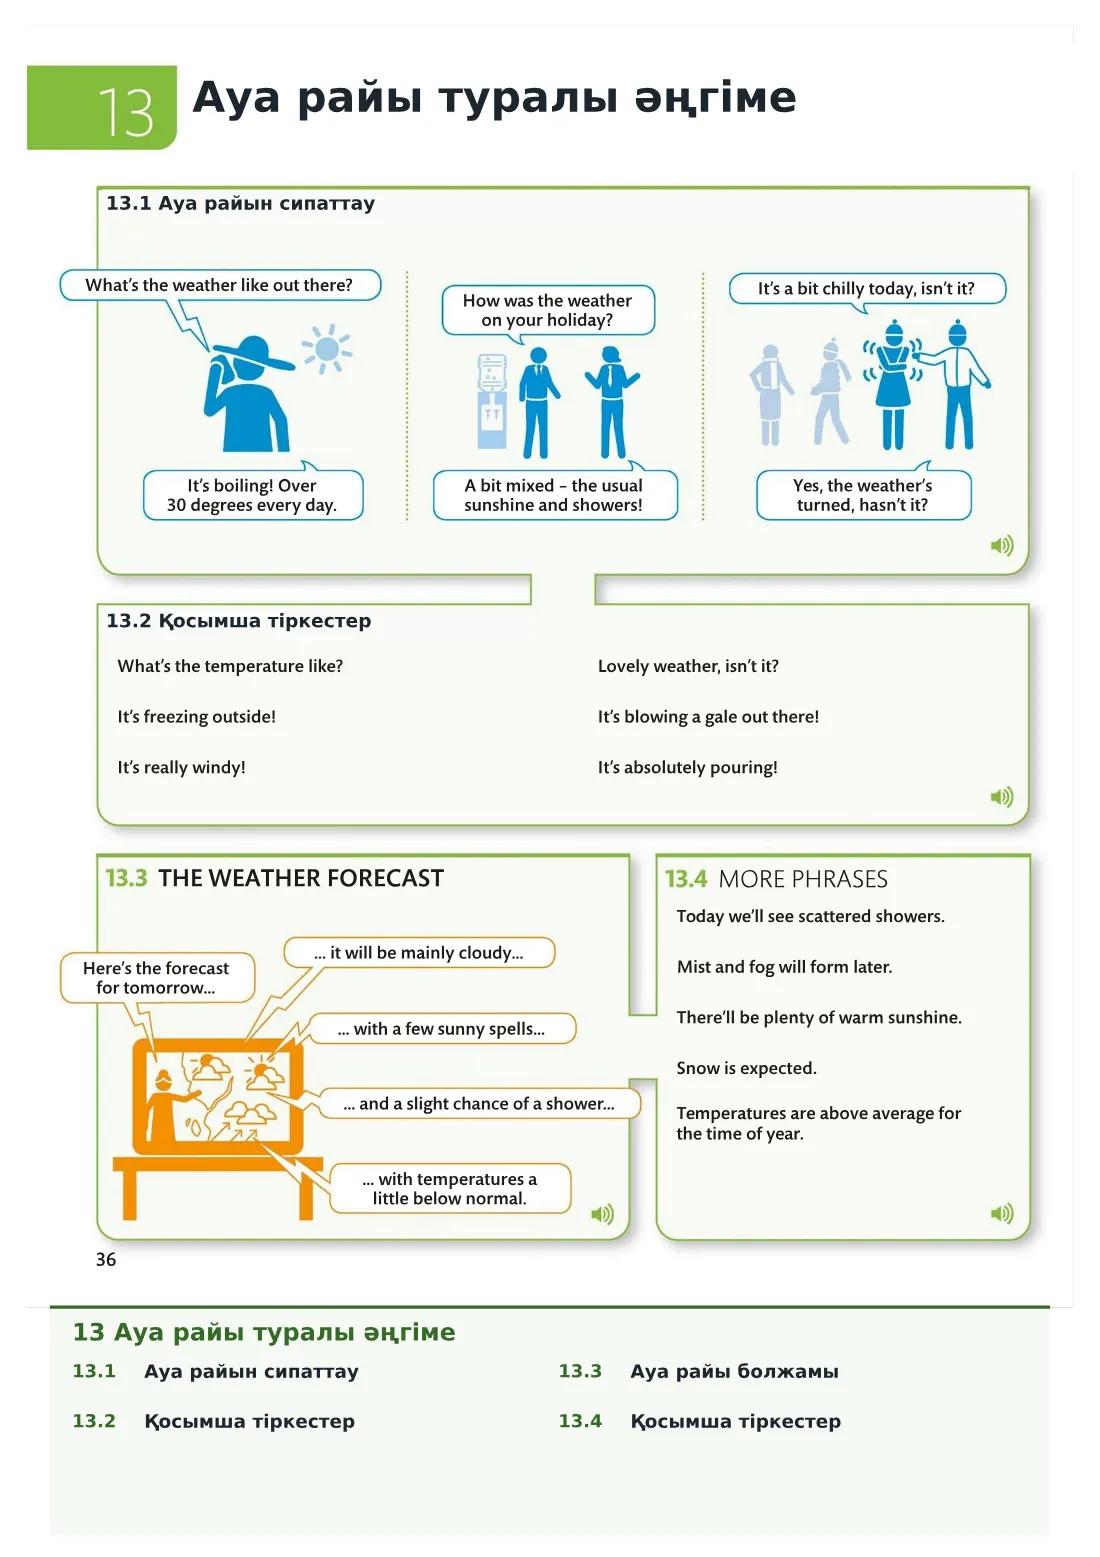 13
Ауа райы туралы әңгіме
13.1 Ауа райын сипаттау
What's the weather like out there?
It's boiling! Over
30 degrees every day.
How was the weather
on your holiday?
A bit mixed – the usual
sunshine and showers!
It's a bit chilly today, isn't it?
Yes, the weather's
turned, hasn't it?
13.2 Қосымша тіркестер
What's the temperature like?
It's freezing outside!
It's really windy!
Lovely weather, isn't it?
It's blowing a gale out there!
It's absolutely pouring!
13.3 THE WEATHER FORECAST
Here's the forecast
for tomorrow...
... it will be mainly cloudy...
... with a few sunny spells...
... and a slight chance of a shower...
... with temperatures a
little below normal.
13.4 MORE PHRASES
Today we'll see scattered showers.
Mist and fog will form later.
There'll be plenty of warm sunshine.
Snow is expected.
Temperatures are above average for
the time of year.
36
13 Ауа райы туралы әңгіме
13.1 Ауа райын сипаттау
13.2 Қосымша тіркестер
13.3 Ауа райы болжамы
13.4 Қосымша тіркестер